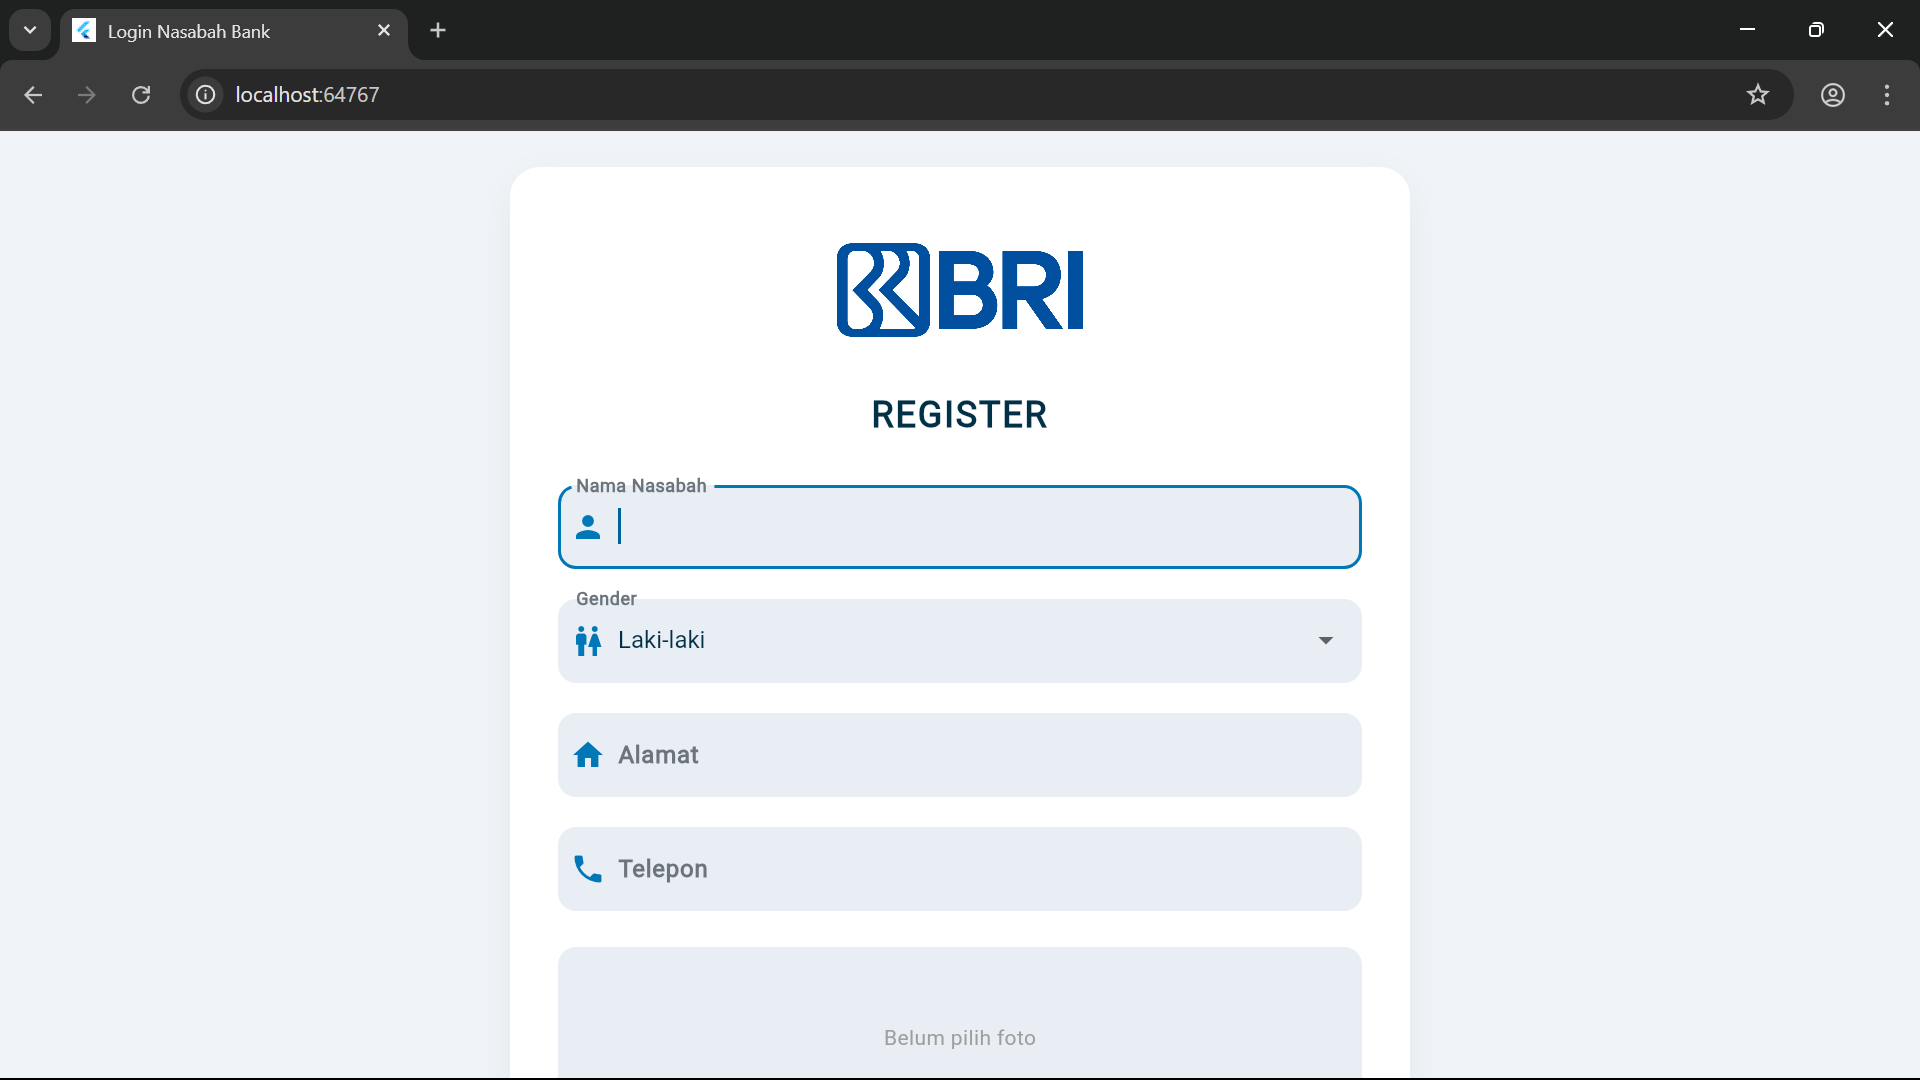 Login Nasabah Bank
localhost:64767
BRI
REGISTER
Nama Nasabah
Gender
Laki-laki
Alamat
Telepon
Belum pilih foto